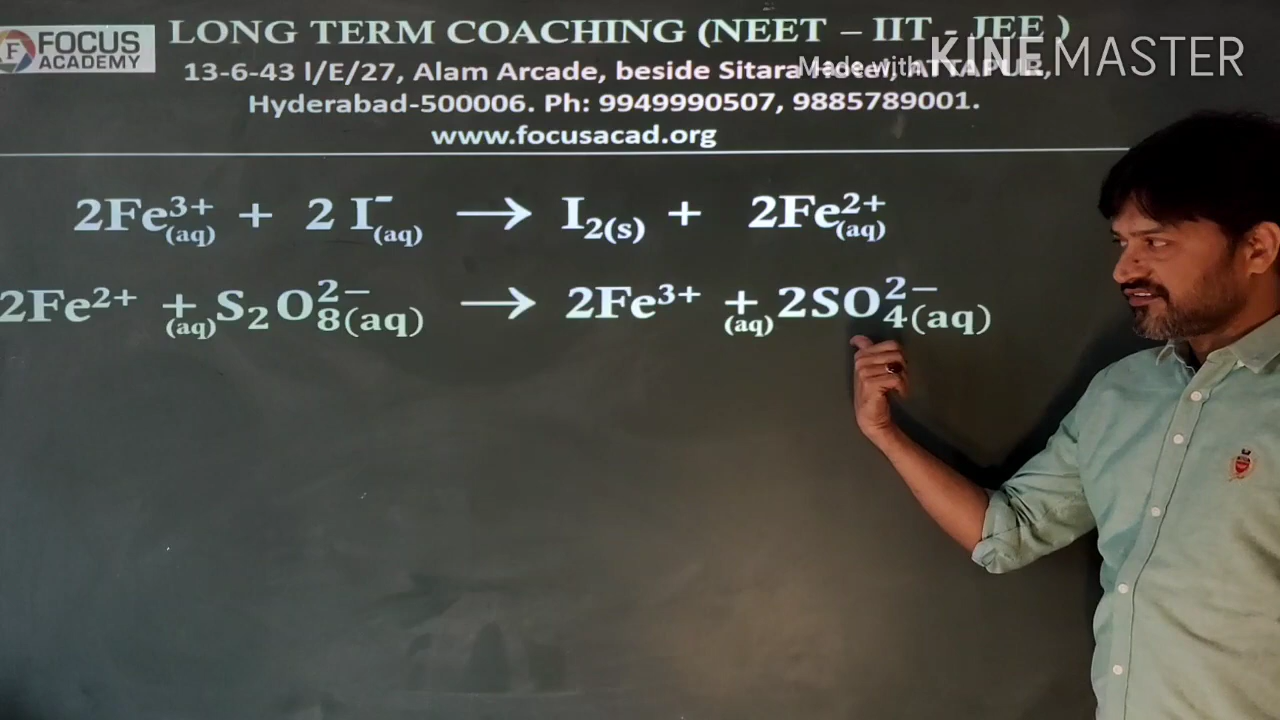 FOCUS
ACADEMY
LONG TERM COACHING (NEET – IIT - JEE )
13-6-43 l/E/27, Alam Arcade, beside Sitara Hotel, ATTAPUR,
Made with KINEMASTER
Hyderabad-500006. Ph: 9949990507, 9885789001.
www.focusacad.org
2Fe³⁺(aq) + 2 I⁻(aq) → I₂(s) + 2Fe²⁺(aq)
2Fe²⁺ +(aq) S₂O₈²⁻(aq) → 2Fe³⁺ +(aq) 2SO₄²⁻(aq)